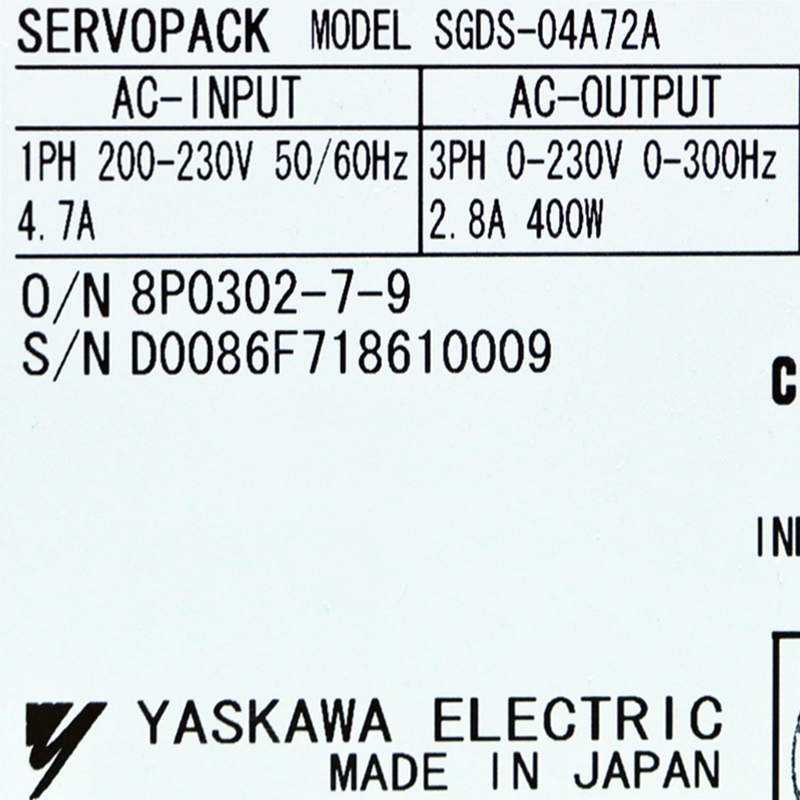 SERVOPACK MODEL SGDS-04A72A
AC-INPUT AC-OUTPUT
1PH 200-230V 50/60Hz 3PH 0-230V 0-300Hz
4.7A 2.8A 400W
O/N 8P0302-7-9
S/N D0086F718610009
C
YASKAWA ELECTRIC
MADE IN JAPAN